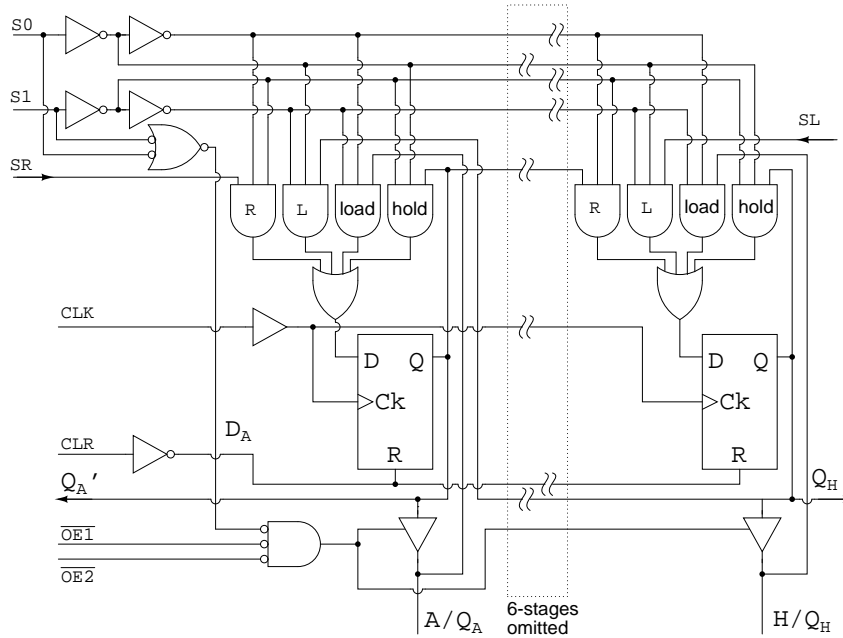 S0
S1
SL
SR
R
L
load
hold
R
L
load
hold
CLK
D
Q
D
Q
Ck
Ck
D_A
CLR
R
R
Q_A'
Q_H
OE1
OE2
A/Q_A
6-stages
omitted
H/Q_H